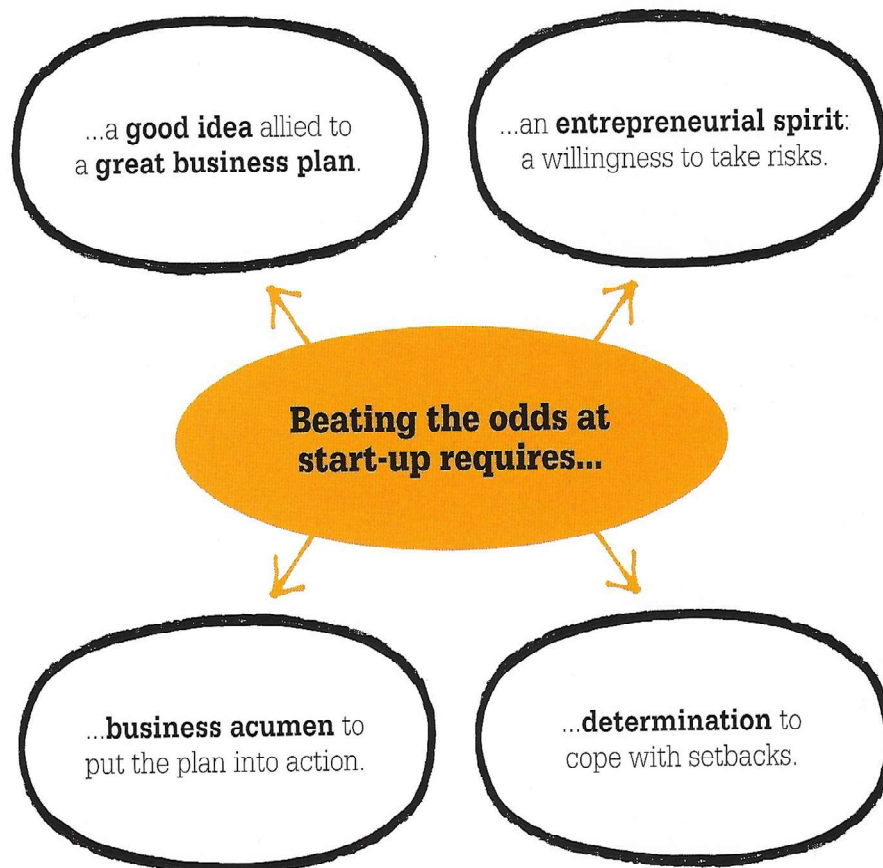 ...a good idea allied to
a great business plan.
...an entrepreneurial spirit:
a willingness to take risks.
Beating the odds at
start-up requires...
...business acumen to
put the plan into action.
...determination to
cope with setbacks.